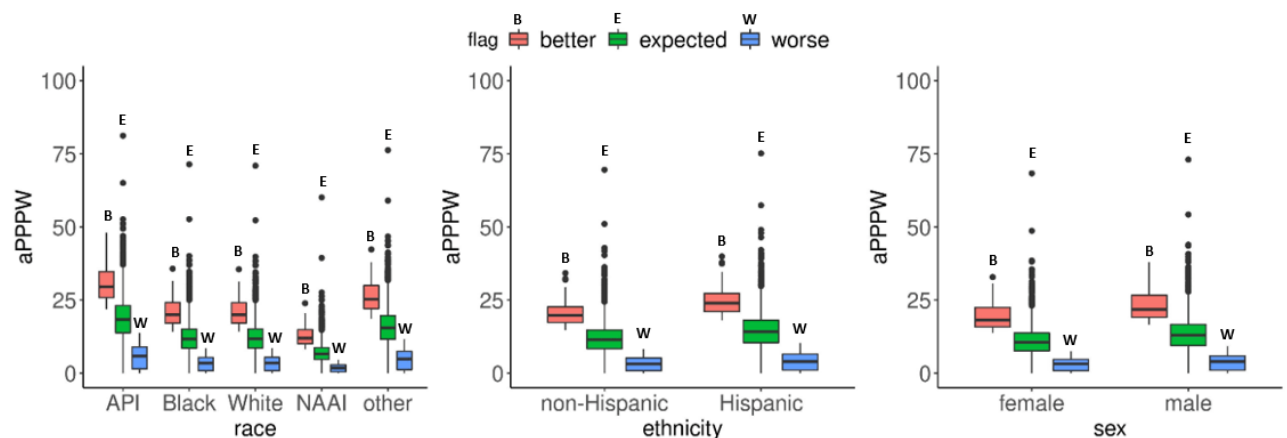 B E W
flag better expected worse
100 100 100
E E E
E E E
75 75 75
E
aPPPW 50 B aPPPW 50 aPPPW 50
B B B
B B B
25 B 25 25
W W W W W W W W W
0 0 0
API Black White NAAI other non-Hispanic Hispanic female male
race ethnicity sex